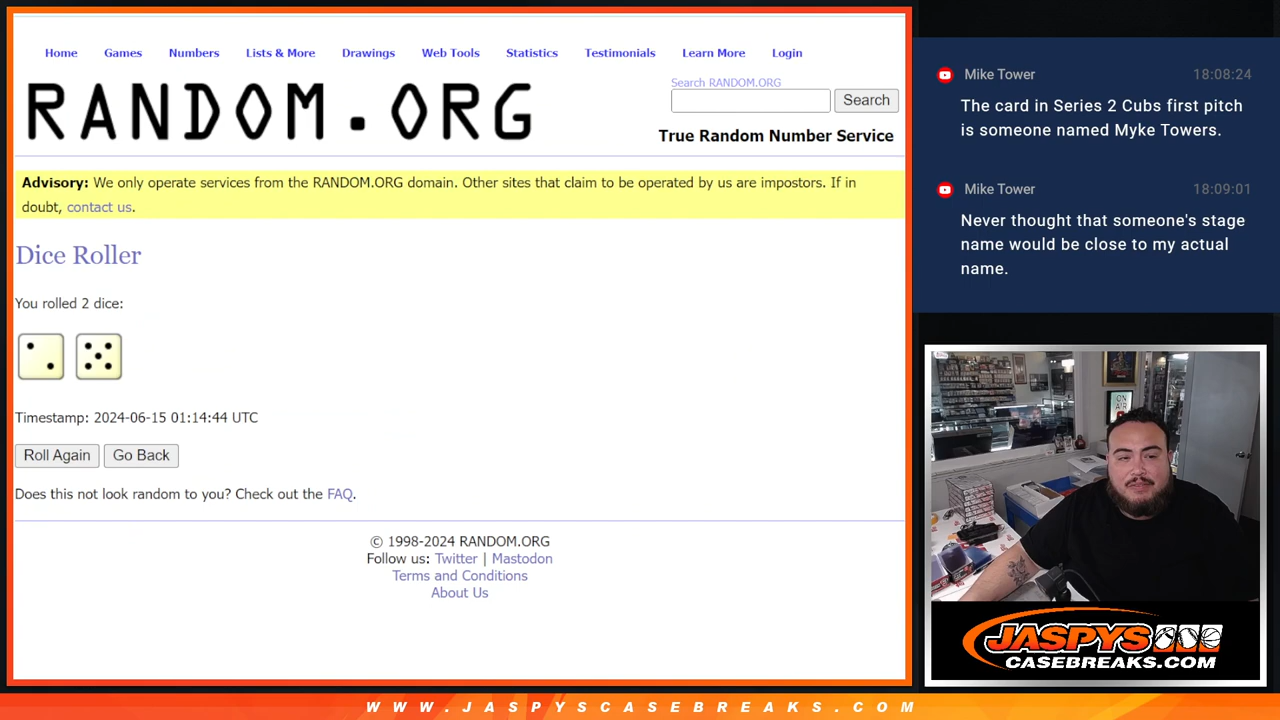 Home Games Numbers Lists & More Drawings Web Tools Statistics Testimonials Learn More Login
RANDOM.ORG
Search RANDOM.ORG
Search
True Random Number Service
Advisory: We only operate services from the RANDOM.ORG domain. Other sites that claim to be operated by us are impostors. If in
doubt, contact us.
Dice Roller
You rolled 2 dice:
Timestamp: 2024-06-15 01:14:44 UTC
Roll Again Go Back
Does this not look random to you? Check out the FAQ.
© 1998-2024 RANDOM.ORG
Follow us: Twitter | Mastodon
Terms and Conditions
About Us
Mike Tower 18:08:24
The card in Series 2 Cubs first pitch
is someone named Myke Towers.
Mike Tower 18:09:01
Never thought that someone's stage
name would be close to my actual
name.
ON
AIR
JASPYS
CASEBREAKS.COM
WWW.JASPYSCASEBREAKS.COM